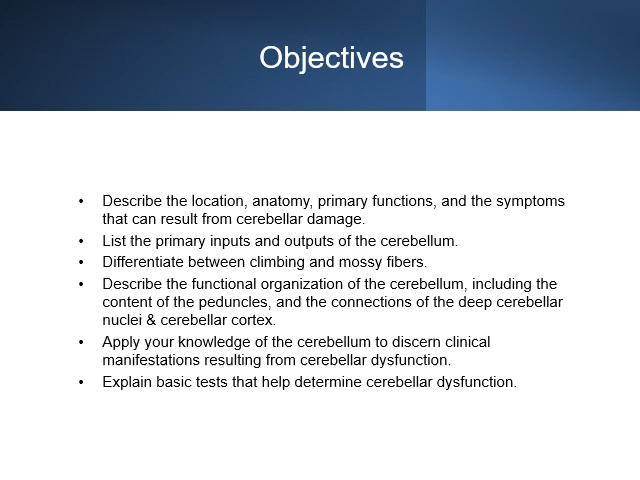 Objectives
• Describe the location, anatomy, primary functions, and the symptoms
that can result from cerebellar damage.
• List the primary inputs and outputs of the cerebellum.
• Differentiate between climbing and mossy fibers.
• Describe the functional organization of the cerebellum, including the
content of the peduncles, and the connections of the deep cerebellar
nuclei & cerebellar cortex.
• Apply your knowledge of the cerebellum to discern clinical
manifestations resulting from cerebellar dysfunction.
• Explain basic tests that help determine cerebellar dysfunction.